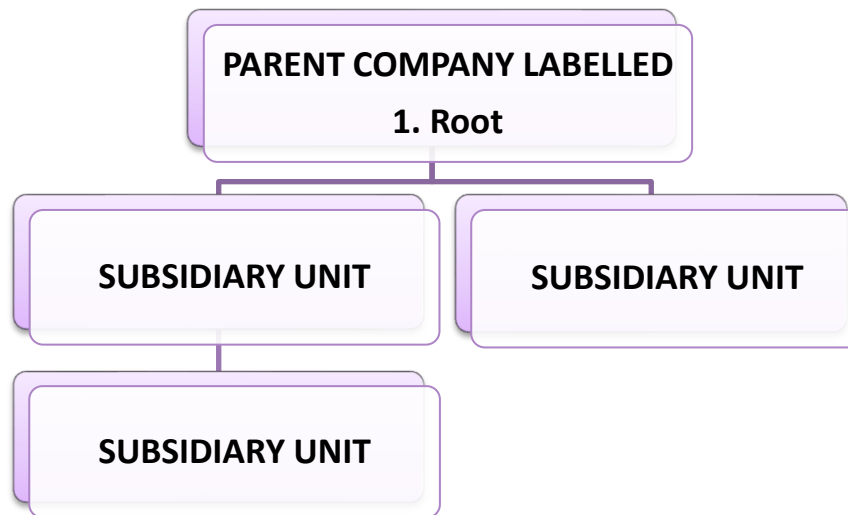 PARENT COMPANY LABELLED
1. Root
SUBSIDIARY UNIT
SUBSIDIARY UNIT
SUBSIDIARY UNIT